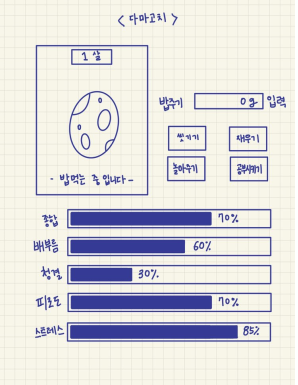 < 다마고치 >
1 살
- 밥먹는 중 입니다 -
밥주기 0g 입력
씻기기 재우기
놀아주기 공부시키기
종합 70%
배부름 60%
청결 30%
피로도 70%
스트레스 85%